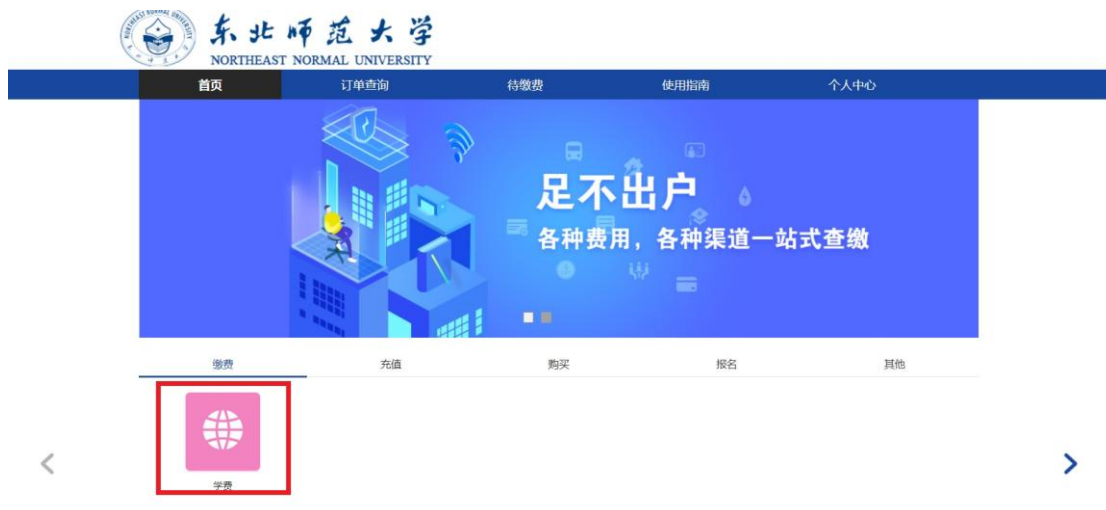 东北师范大学
NORTHEAST NORMAL UNIVERSITY
首页 订单查询 待缴费 使用指南 个人中心
足不出户
各种费用，各种渠道一站式查缴
缴费 充值 购买 报名 其他
学费